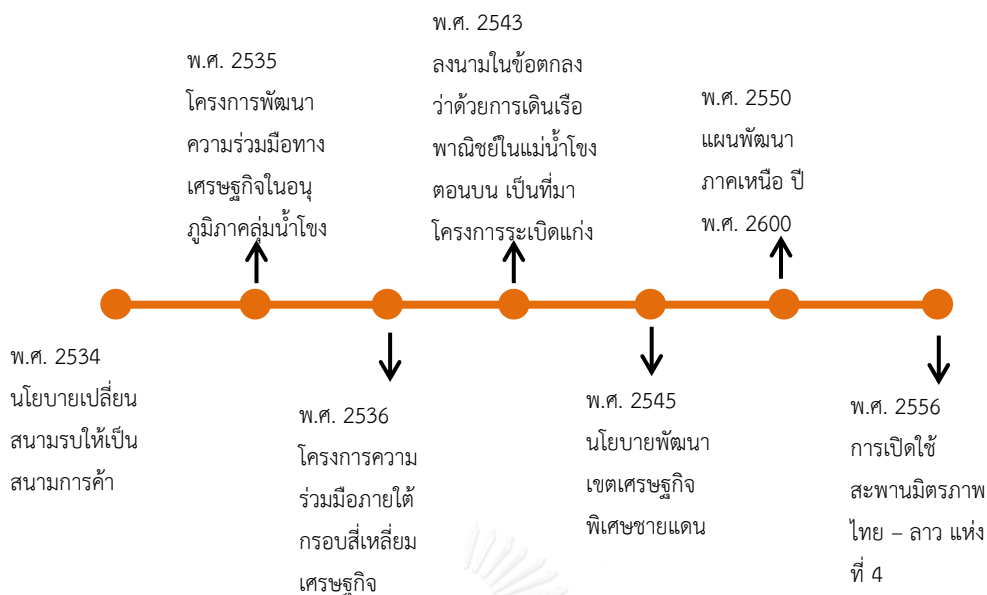 พ.ศ. 2534
นโยบายเปลี่ยน
สนามรบให้เป็น
สนามการค้า
พ.ศ. 2535
โครงการพัฒนา
ความร่วมมือทาง
เศรษฐกิจในอนุ
ภูมิภาคลุ่มน้ำโขง
พ.ศ. 2536
โครงการความ
ร่วมมือภายใต้
กรอบสี่เหลี่ยม
เศรษฐกิจ
พ.ศ. 2543
ลงนามในข้อตกลง
ว่าด้วยการเดินเรือ
พาณิชย์ในแม่น้ำโขง
ตอนบน เป็นที่มา
โครงการระเบิดแก่ง
พ.ศ. 2545
นโยบายพัฒนา
เขตเศรษฐกิจ
พิเศษชายแดน
พ.ศ. 2550
แผนพัฒนา
ภาคเหนือ ปี
พ.ศ. 2600
พ.ศ. 2556
การเปิดใช้
สะพานมิตรภาพ
ไทย – ลาว แห่ง
ที่ 4